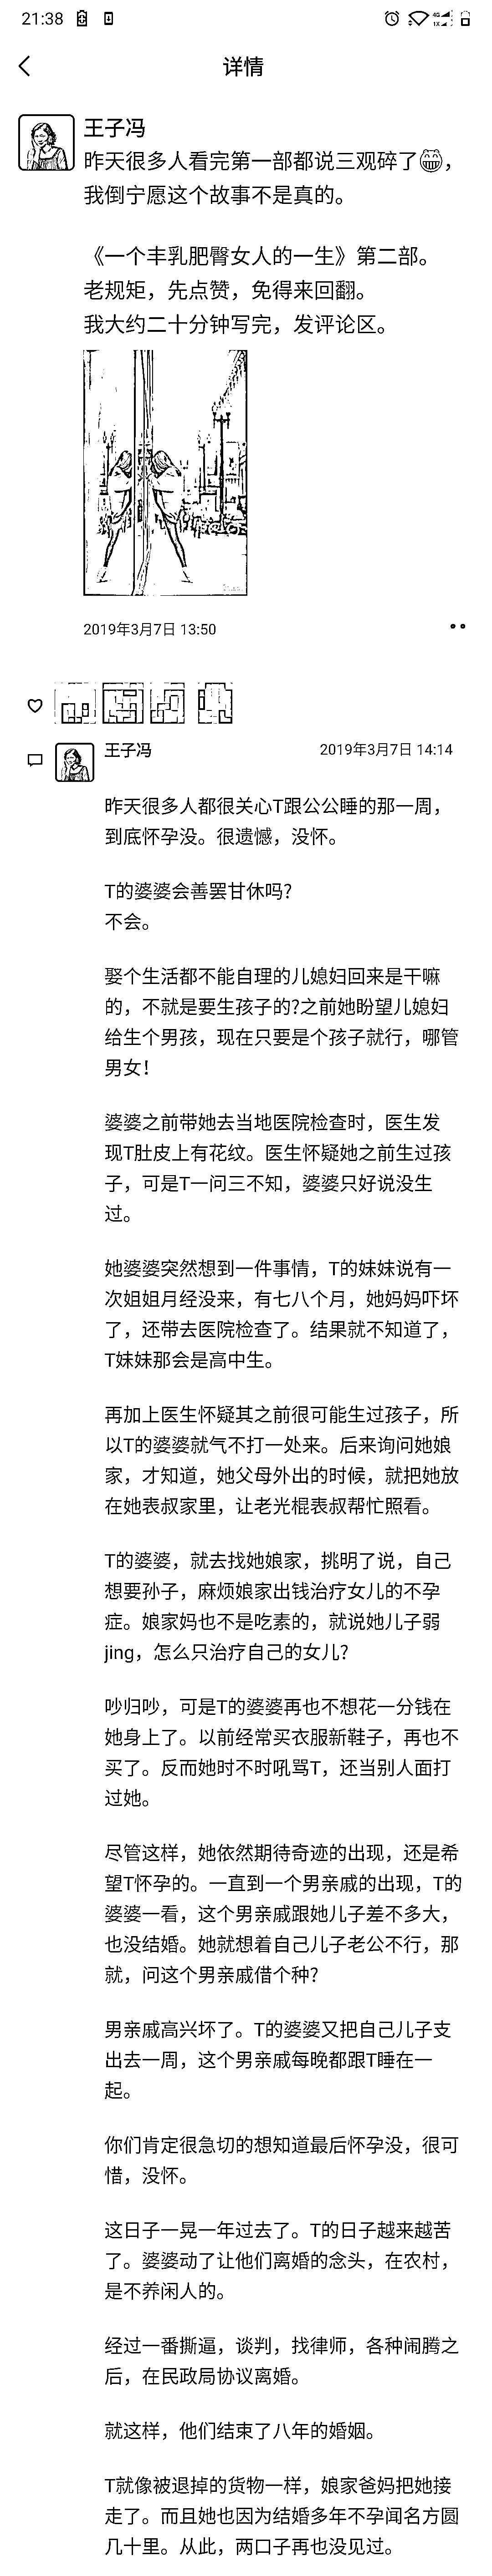 21:38
详情
王子冯
昨天很多人看完第一部都说三观碎了😁，
我倒宁愿这个故事不是真的。
《一个丰乳肥臀女人的一生》第二部。
老规矩，先点赞，免得来回翻。
我大约二十分钟写完，发评论区。
2019年3月7日 13:50
王子冯
2019年3月7日 14:14
昨天很多人都很关心T跟公公睡的那一周，
到底怀孕没。很遗憾，没怀。
T的婆婆会善罢甘休吗？
不会。
娶个生活都不能自理的儿媳妇回来是干嘛
的，不就是要生孩子的?之前她盼望儿媳妇
给生个男孩，现在只要是个孩子就行，哪管
男女！
婆婆之前带她去当地医院检查时，医生发
现T肚皮上有花纹。医生怀疑她之前生过孩
子，可是T一问三不知，婆婆只好说没生
过。
她婆婆突然想到一件事情，T的妹妹说有一
次姐姐月经没来，有七八个月，她妈妈吓坏
了，还带去医院检查了。结果就不知道了，
T妹妹那会是高中生。
再加上医生怀疑其之前很可能生过孩子，所
以T的婆婆就气不打一处来。后来询问她娘
家，才知道，她父母外出的时候，就把她放
在她表叔家里，让老光棍表叔帮忙照看。
T的婆婆，就去找她娘家，挑明了说，自己
想要孙子，麻烦娘家出钱治疗女儿的不孕
症。娘家妈也不是吃素的，就说她儿子弱
jing，怎么只治疗自己的女儿?
吵归吵，可是T的婆婆再也不想花一分钱在
她身上了。以前经常买衣服新鞋子，再也不
买了。反而她时不时吼骂T，还当别人面打
过她。
尽管这样，她依然期待奇迹的出现，还是希
望T怀孕的。一直到一个男亲戚的出现，T的
婆婆一看，这个男亲戚跟她儿子差不多大，
也没结婚。她就想着自己儿子老公不行，那
就，问这个男亲戚借个种?
男亲戚高兴坏了。T的婆婆又把自己儿子支
出去一周，这个男亲戚每晚都跟T睡在一
起。
你们肯定很急切的想知道最后怀孕没，很可
惜，没怀。
这日子一晃一年过去了。T的日子越来越苦
了。婆婆动了让他们离婚的念头，在农村，
是不养闲人的。
经过一番撕逼，谈判，找律师，各种闹腾之
后，在民政局协议离婚。
就这样，他们结束了八年的婚姻。
T就像被退掉的货物一样，娘家爸妈把她接
走了。而且她也因为结婚多年不孕闻名方圆
几十里。从此，两口子再也没见过。